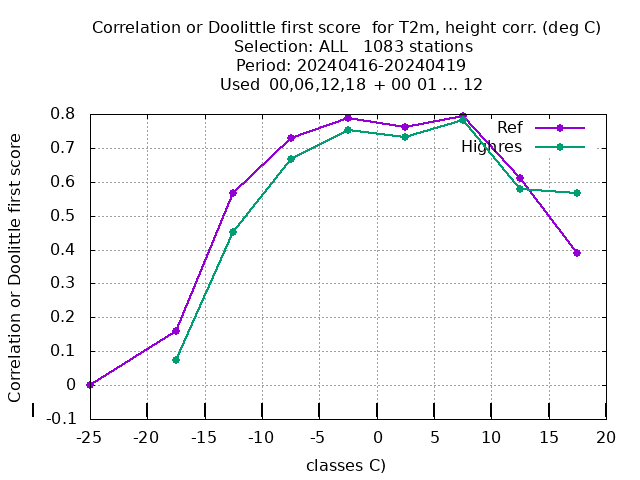 Correlation or Doolittle first score  for T2m, height corr. (deg C)
Selection: ALL   1083 stations
Period: 20240416-20240419
Used  00,06,12,18  + 00 01 ... 12
Correlation or Doolittle first score
0.8
0.7
0.6
0.5
0.4
0.3
0.2
0.1
0
-0.1
Ref
Highres
-25 -20 -15 -10 -5 0 5 10 15 20
classes C)